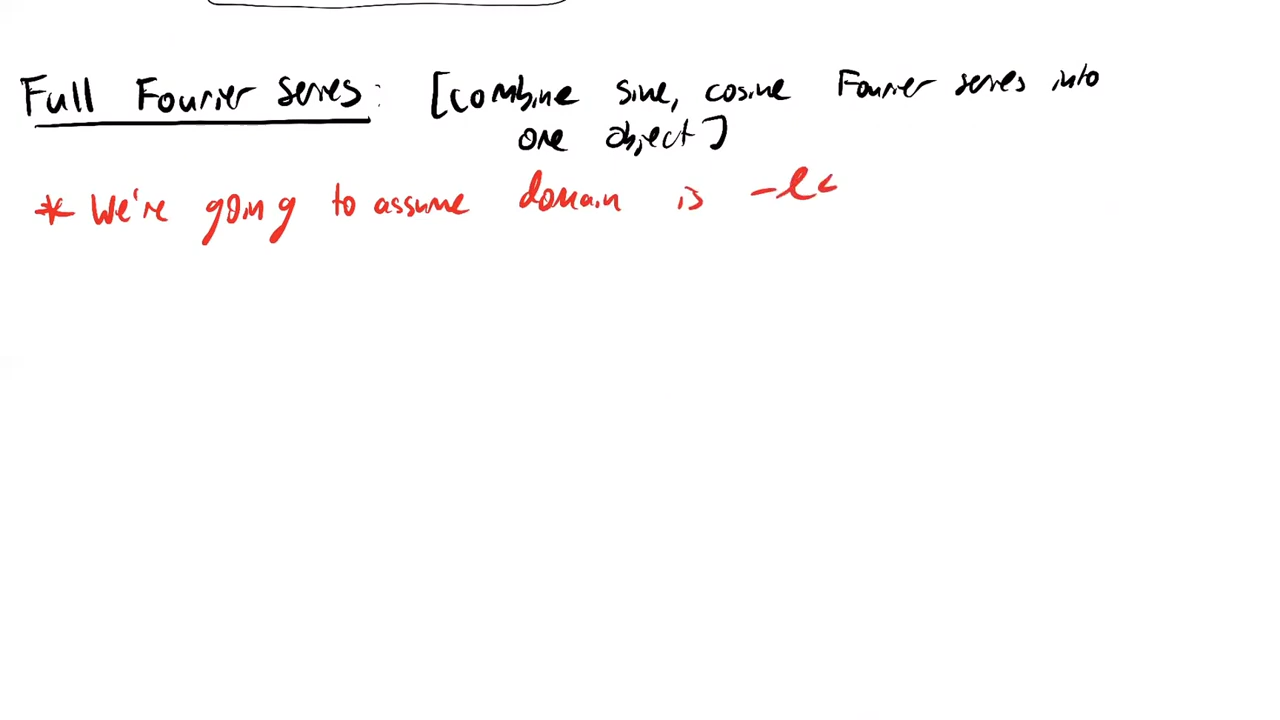 Full Fourier Series: [combine sine, cosine Fourier series into
one object]
* We're going to assume domain is -l<